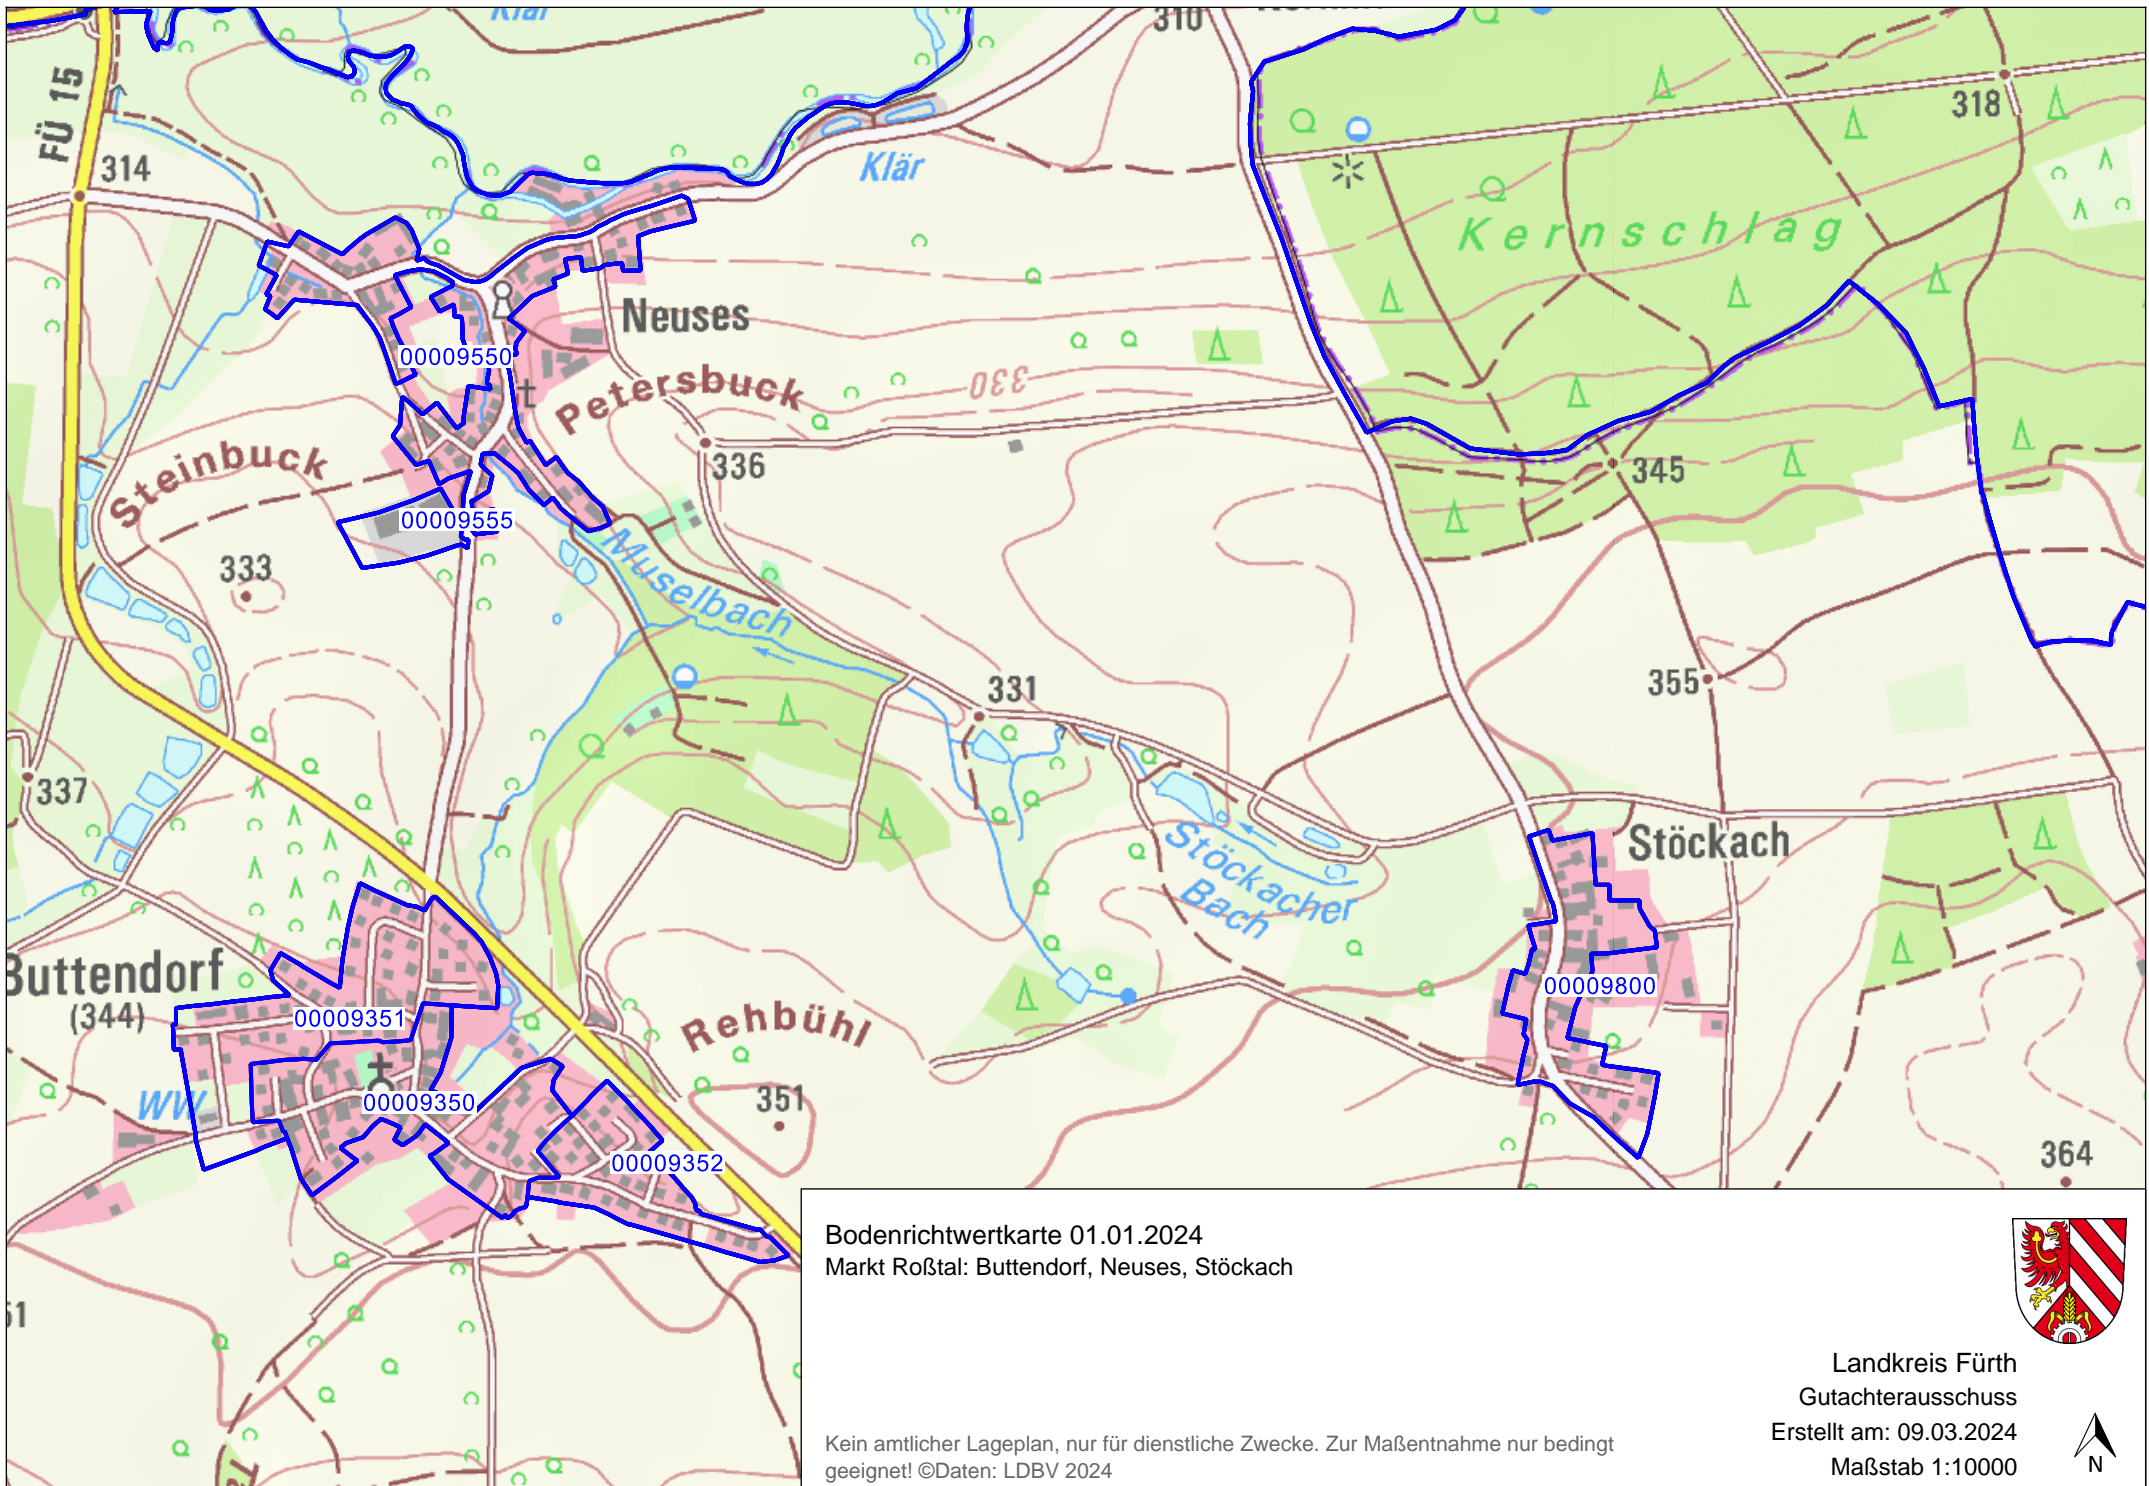 Klär
310
FÜ 15
314
Klär
318
Kernschlag
Neuses
00009550
Petersbuck
330
336
345
Steinbuck
00009555
333
Muselbach
331
355
337
Stöckach
Stöckacher
Bach
Buttendorf
(344)
00009351
00009800
Rehbühl
WW
00009350
351
00009352
364
51
Bodenrichtwertkarte 01.01.2024
Markt Roßtal: Buttendorf, Neuses, Stöckach
Landkreis Fürth
Gutachterausschuss
Erstellt am: 09.03.2024
Maßstab 1:10000
N
Kein amtlicher Lageplan, nur für dienstliche Zwecke. Zur Maßentnahme nur bedingt
geeignet! ©Daten: LDBV 2024